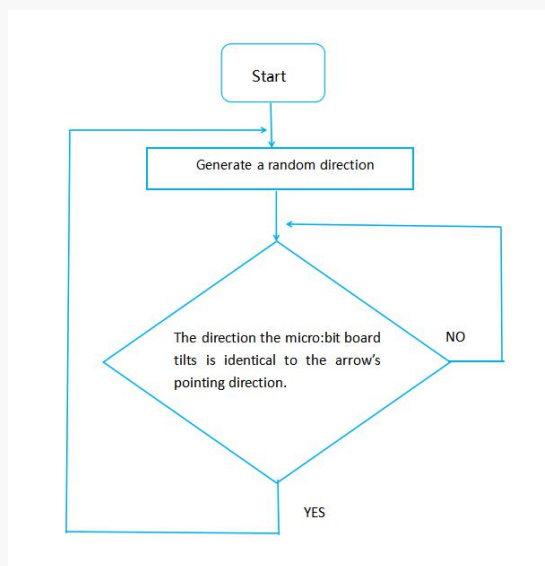 Start
Generate a random direction
The direction the micro:bit board
tilts is identical to the arrow’s
pointing direction.
NO
YES